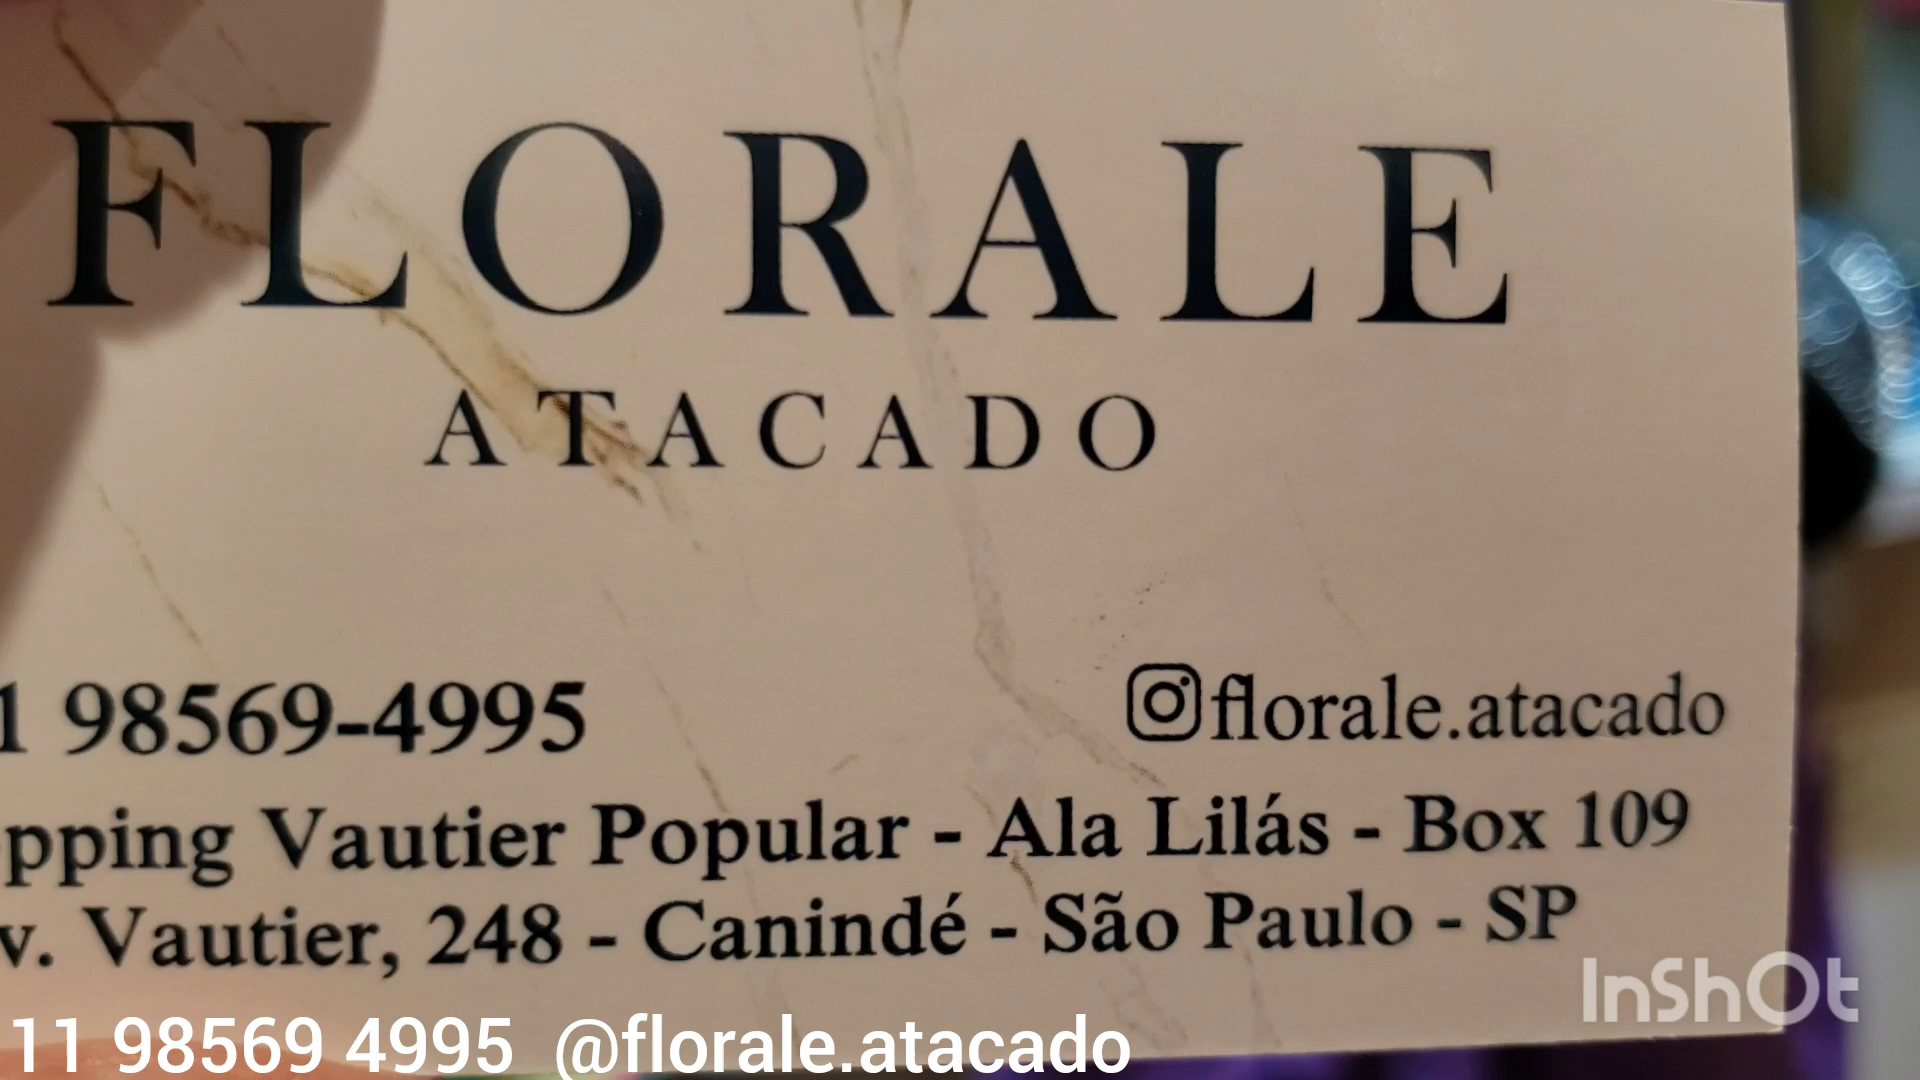 FLORALE
ATACADO
1 98569-4995 florale.atacado
pping Vautier Popular - Ala Lilás - Box 109
v. Vautier, 248 - Canindé - São Paulo - SP
InShOt
11 98569 4995 @florale.atacado